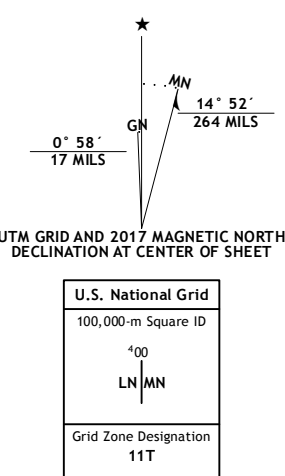 ★
MN
14° 52´
264 MILS
GN
0° 58´
17 MILS
UTM GRID AND 2017 MAGNETIC NORTH
DECLINATION AT CENTER OF SHEET
U.S. National Grid
100,000-m Square ID
⁴00
LN MN
Grid Zone Designation
11T